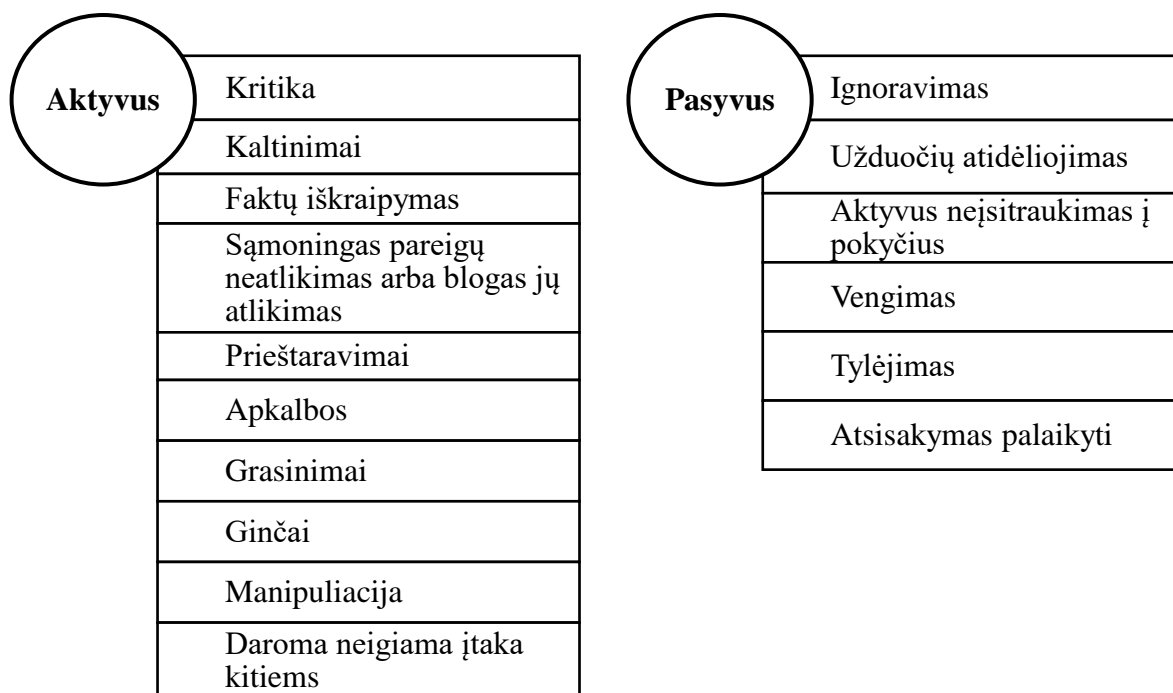 Aktyvus
Kritika
Kaltinimai
Faktų iškraipymas
Sąmoningas pareigų
neatlikimas arba blogas jų
atlikimas
Prieštaravimai
Apkalbos
Grasinimai
Ginčai
Manipuliacija
Daroma neigiama įtaka
kitiems
Pasyvus
Ignoravimas
Užduočių atidėliojimas
Aktyvus neįsitraukimas į
pokyčius
Vengimas
Tylėjimas
Atsisakymas palaikyti